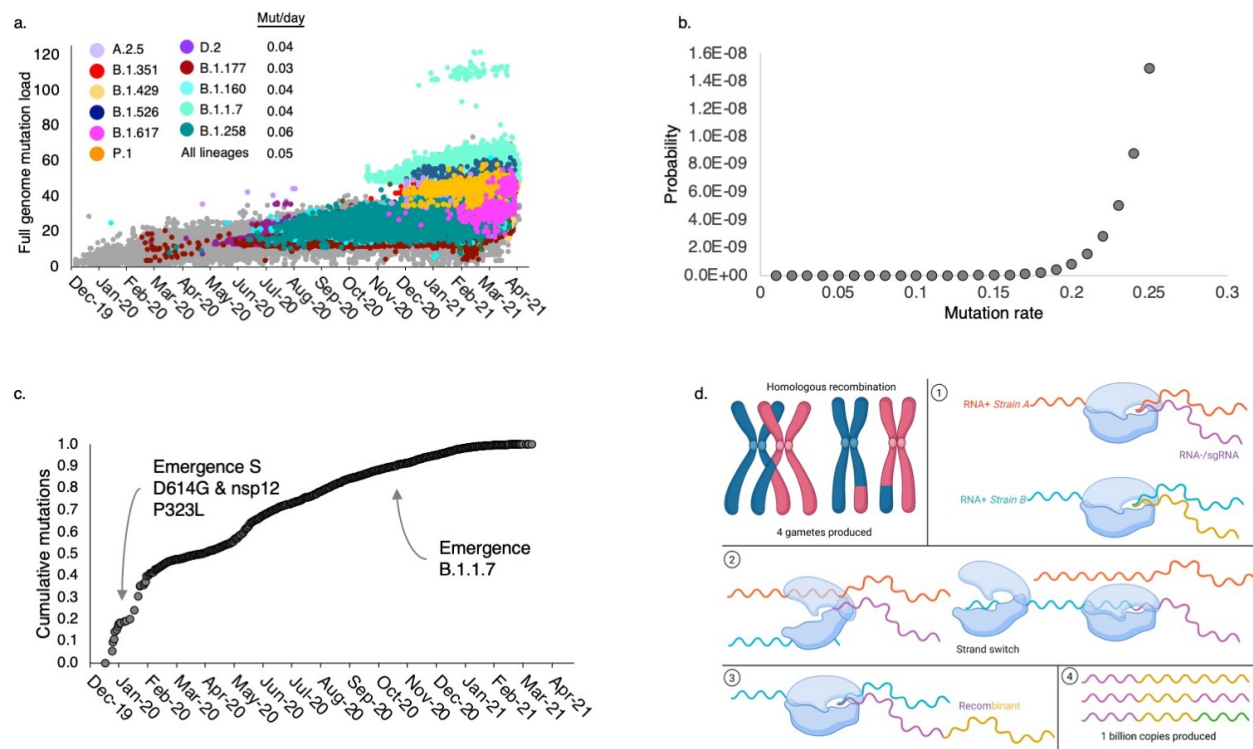 a.
Mut/day
A.2.5
D.2
0.04
B.1.351
B.1.177
0.03
B.1.429
B.1.160
0.04
B.1.526
B.1.1.7
0.04
B.1.617
B.1.258
0.06
P.1
All lineages
0.05
Full genome mutation load
120
100
80
60
40
20
0
Dec-19
Jan-20
Feb-20
Mar-20
Apr-20
May-20
Jun-20
Jul-20
Aug-20
Sep-20
Oct-20
Nov-20
Dec-20
Jan-21
Feb-21
Mar-21
Apr-21
b.
Probability
1.6E-08
1.4E-08
1.2E-08
1.0E-08
8.0E-09
6.0E-09
4.0E-09
2.0E-09
0.0E+00
0
0.05
0.1
0.15
0.2
0.25
0.3
Mutation rate
c.
Cumulative mutations
1.0
0.9
0.8
0.7
0.6
0.5
0.4
0.3
0.2
0.1
0.0
Emergence S
D614G & nsp12
P323L
Emergence
B.1.1.7
Dec-19
Jan-20
Feb-20
Mar-20
Apr-20
May-20
Jun-20
Jul-20
Aug-20
Sep-20
Oct-20
Nov-20
Dec-20
Jan-21
Feb-21
Mar-21
Apr-21
d.
Homologous recombination
4 gametes produced
1
RNA+ Strain A
RNA-/sgRNA
RNA+ Strain B
2
Strand switch
3
Recombinant
4
1 billion copies produced